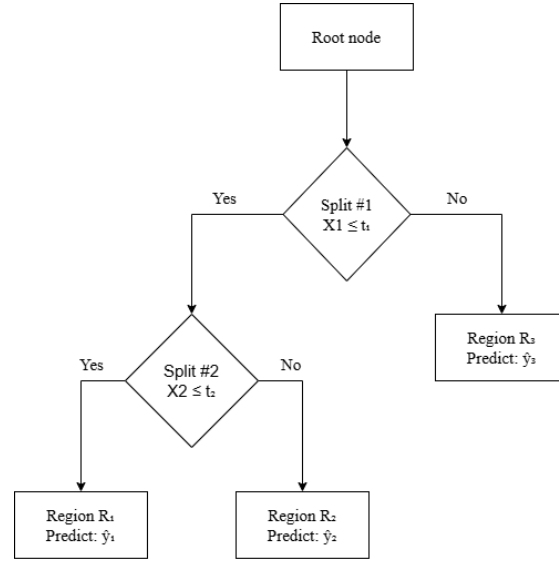 Root node
Split #1
X1 ≤ t₁
Yes
No
Region R₃
Predict: ŷ₃
Split #2
X2 ≤ t₂
Yes
No
Region R₁
Predict: ŷ₁
Region R₂
Predict: ŷ₂